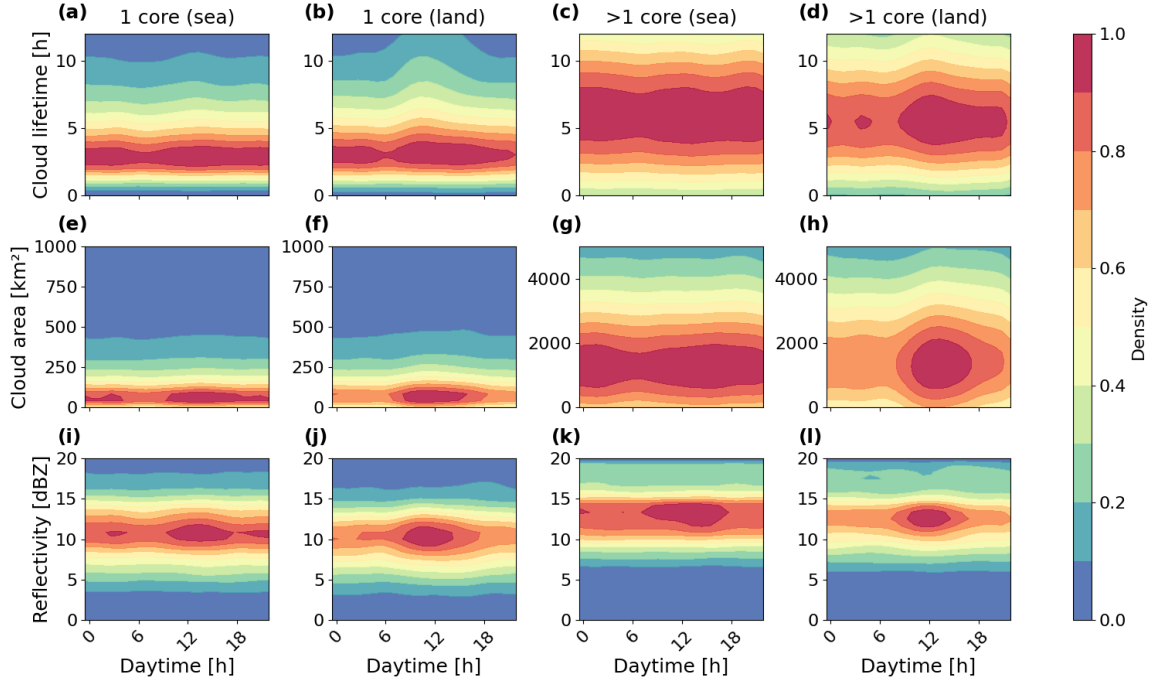 (a) 1 core (sea)
(b) 1 core (land)
(c) >1 core (sea)
(d) >1 core (land)
Cloud lifetime [h]
10
5
0
10
5
0
10
5
0
10
5
0
(e)
(f)
(g)
(h)
Cloud area [km²]
1000
750
500
250
0
1000
750
500
250
0
4000
2000
0
4000
2000
0
(i)
(j)
(k)
(l)
Reflectivity [dBZ]
20
15
10
5
0
20
15
10
5
0
20
15
10
5
0
20
15
10
5
0
0 6 12 18
0 6 12 18
0 6 12 18
0 6 12 18
Daytime [h]
Daytime [h]
Daytime [h]
Daytime [h]
1.0
0.8
0.6
0.4
0.2
0.0
Density